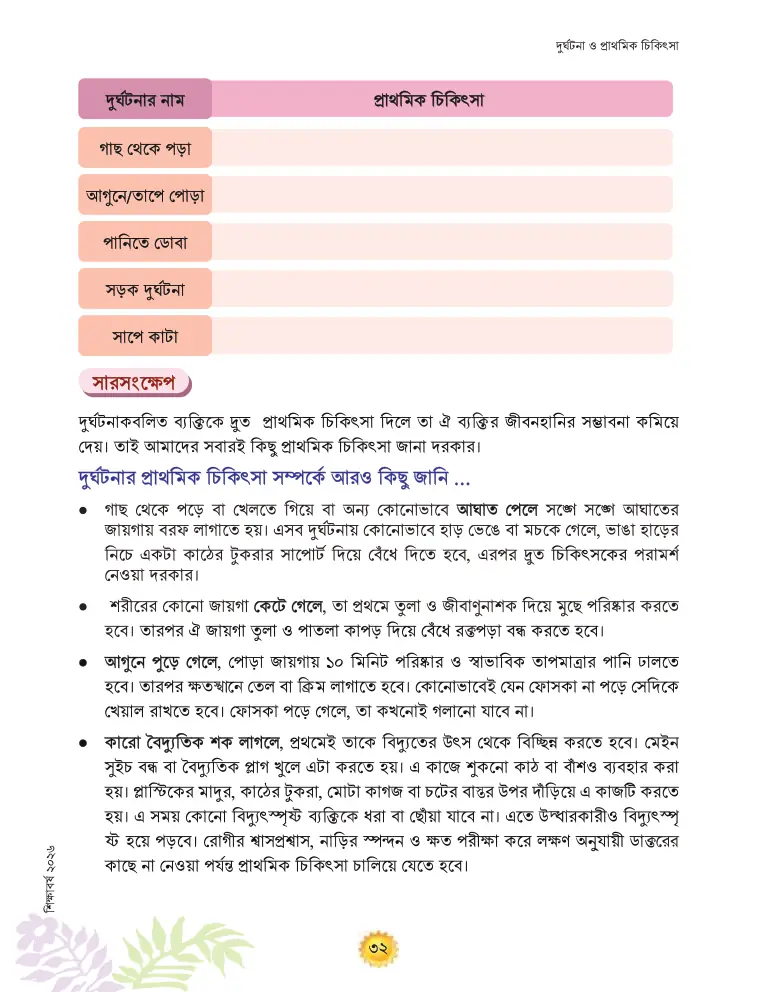 দুর্ঘটনা ও প্রাথমিক চিকিৎসা
দুর্ঘটনার নাম প্রাথমিক চিকিৎসা
গাছ থেকে পড়া
আগুনে/তাপে পোড়া
পানিতে ডোবা
সড়ক দুর্ঘটনা
সাপে কাটা
সারসংক্ষেপ
দুর্ঘটনাকবলিত ব্যক্তিকে দ্রুত প্রাথমিক চিকিৎসা দিলে তা ঐ ব্যক্তির জীবনহানির সম্ভাবনা কমিয়ে
দেয়। তাই আমাদের সবারই কিছু প্রাথমিক চিকিৎসা জানা দরকার।
দুর্ঘটনার প্রাথমিক চিকিৎসা সম্পর্কে আরও কিছু জানি ...
● গাছ থেকে পড়ে বা খেলতে গিয়ে বা অন্য কোনোভাবে আঘাত পেলে সঙ্গে সঙ্গে আঘাতের
জায়গায় বরফ লাগাতে হয়। এসব দুর্ঘটনায় কোনোভাবে হাড় ভেঙে বা মচকে গেলে, ভাঙা হাড়ের
নিচে একটা কাঠের টুকরার সাপোর্ট দিয়ে বেঁধে দিতে হবে, এরপর দ্রুত চিকিৎসকের পরামর্শ
নেওয়া দরকার।
● শরীরের কোনো জায়গা কেটে গেলে, তা প্রথমে তুলা ও জীবাণুনাশক দিয়ে মুছে পরিষ্কার করতে
হবে। তারপর ঐ জায়গা তুলা ও পাতলা কাপড় দিয়ে বেঁধে রক্তপড়া বন্ধ করতে হবে।
● আগুনে পুড়ে গেলে, পোড়া জায়গায় ১০ মিনিট পরিষ্কার ও স্বাভাবিক তাপমাত্রার পানি ঢালতে
হবে। তারপর ক্ষতস্থানে তেল বা ক্রিম লাগাতে হবে। কোনোভাবেই যেন ফোসকা না পড়ে সেদিকে
খেয়াল রাখতে হবে। ফোসকা পড়ে গেলে, তা কখনোই গলানো যাবে না।
● কারো বৈদ্যুতিক শক লাগলে, প্রথমেই তাকে বিদ্যুতের উৎস থেকে বিচ্ছিন্ন করতে হবে। মেইন
সুইচ বন্ধ বা বৈদ্যুতিক প্লাগ খুলে এটা করতে হয়। এ কাজে শুকনো কাঠ বা বাঁশও ব্যবহার করা
হয়। প্লাস্টিকের মাদুর, কাঠের টুকরা, মোটা কাগজ বা চটের বাস্তর উপর দাঁড়িয়ে এ কাজটি করতে
হয়। এ সময় কোনো বিদ্যুৎস্পৃষ্ট ব্যক্তিকে ধরা বা ছোঁয়া যাবে না। এতে উদ্ধারকারীও বিদ্যুৎস্পৃ
ষ্ট হয়ে পড়বে। রোগীর শ্বাসপ্রশ্বাস, নাড়ির স্পন্দন ও ক্ষত পরীক্ষা করে লক্ষণ অনুযায়ী ডাক্তারের
কাছে না নেওয়া পর্যন্ত প্রাথমিক চিকিৎসা চালিয়ে যেতে হবে।
শিক্ষাবর্ষ ২০২৬
৩২